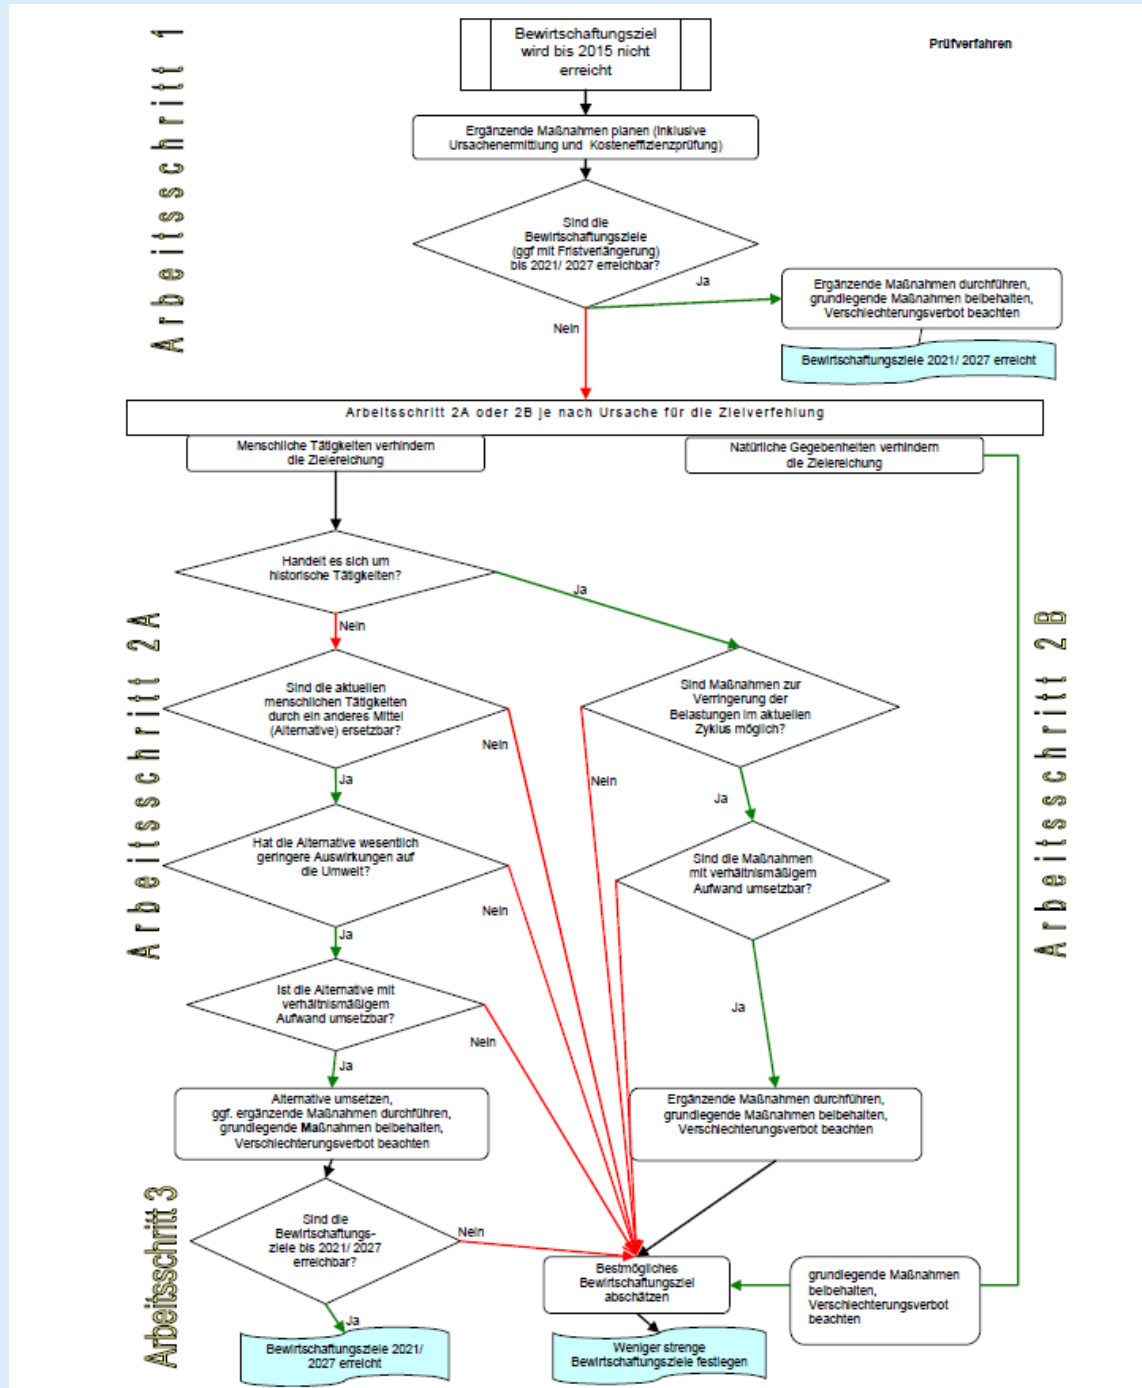 Arbeitsschritt 1
Bewirtschaftungsziel
wird bis 2015 nicht
erreicht
Prüfverfahren
Ergänzende Maßnahmen planen (Inklusive
Ursachenermittlung und Kosteneffizienzprüfung)
Sind die
Bewirtschaftungsziele
(ggf mit Fristverlängerung)
bis 2021/ 2027 erreichbar?
Ja
Ergänzende Maßnahmen durchführen,
grundlegende Maßnahmen beibehalten,
Verschlechterungsverbot beachten
Nein
Bewirtschaftungsziele 2021/ 2027 erreicht
Arbeitsschritt 2A oder 2B je nach Ursache für die Zielverfehlung
Menschliche Tätigkeiten verhindern
die Zielereichung
Natürliche Gegebenheiten verhindern
die Zielereichung
Arbeitsschritt 2A
Arbeitsschritt 2B
Handelt es sich um
historische Tätigkeiten?
Ja
Nein
Sind die aktuellen
menschlichen Tätigkeiten
durch ein anderes Mittel
(Alternative) ersetzbar?
Nein
Sind Maßnahmen zur
Verringerung der
Belastungen im aktuellen
Zyklus möglich?
Nein
Ja
Ja
Hat die Alternative wesentlich
geringere Auswirkungen auf
die Umwelt?
Nein
Sind die Maßnahmen
mit verhältnismäßigem
Aufwand umsetzbar?
Ja
Ist die Alternative mit
verhältnismäßigem
Aufwand umsetzbar?
Nein
Ja
Ja
Alternative umsetzen,
ggf. ergänzende Maßnahmen durchführen,
grundlegende Maßnahmen beibehalten,
Verschlechterungsverbot beachten
Ergänzende Maßnahmen durchführen,
grundlegende Maßnahmen beibehalten,
Verschlechterungsverbot beachten
Arbeitsschritt 3
Sind die
Bewirtschaftungs-
ziele bis 2021/ 2027
erreichbar?
Nein
Bestmögliches
Bewirtschaftungsziel
abschätzen
grundlegende Maßnahmen
beibehalten,
Verschlechterungsverbot
beachten
Ja
Bewirtschaftungsziele 2021/
2027 erreicht
Weniger strenge
Bewirtschaftungsziele festlegen